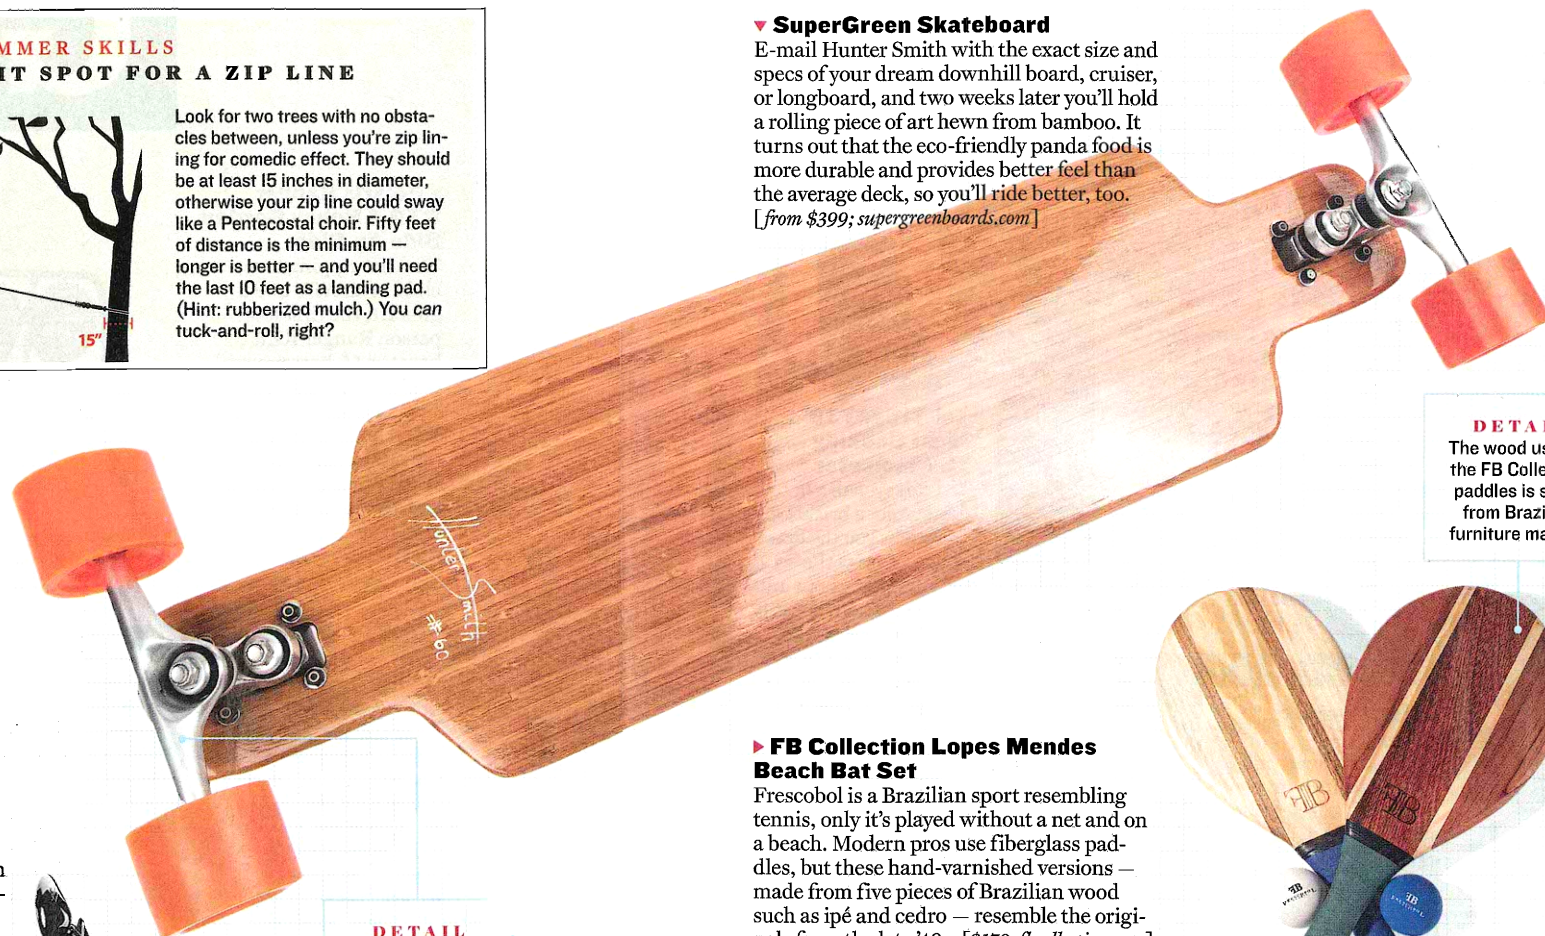 SUMMER SKILLS
IT SPOT FOR A ZIP LINE
Look for two trees with no obsta-
cles between, unless you're zip lin-
ing for comedic effect. They should
be at least 15 inches in diameter,
otherwise your zip line could sway
like a Pentecostal choir. Fifty feet
of distance is the minimum —
longer is better — and you'll need
the last 10 feet as a landing pad.
(Hint: rubberized mulch.) You can
tuck-and-roll, right?
15"
▼ SuperGreen Skateboard
E-mail Hunter Smith with the exact size and
specs of your dream downhill board, cruiser,
or longboard, and two weeks later you'll hold
a rolling piece of art hewn from bamboo. It
turns out that the eco-friendly panda food is
more durable and provides better feel than
the average deck, so you'll ride better, too.
[from $399; supergreenboards.com]
Hunter Smith
#60
DETAI
The wood us
the FB Colle
paddles is s
from Brazi
furniture ma
▶ FB Collection Lopes Mendes
Beach Bat Set
Frescobol is a Brazilian sport resembling
tennis, only it's played without a net and on
a beach. Modern pros use fiberglass pad-
dles, but these hand-varnished versions —
made from five pieces of Brazilian wood
such as ipé and cedro — resemble the origi-
FB
FB
FB
FB
DETAIL